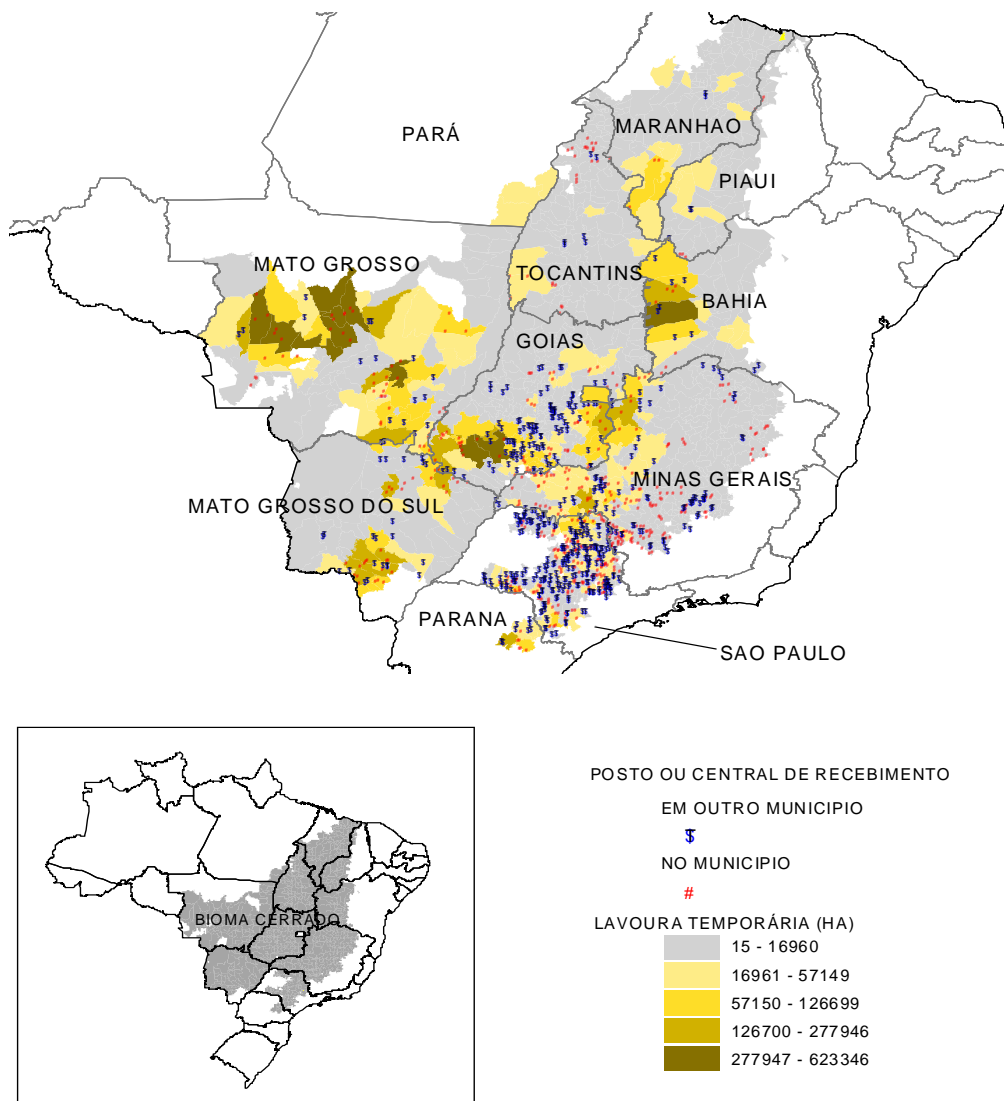 PARÁ
MARANHAO
PIAUI
MATO GROSSO
TOCANTINS
BAHIA
GOIAS
MATO GROSSO DO SUL
MINAS GERAIS
PARANA
SAO PAULO
BIOMA CERRADO
POSTO OU CENTRAL DE RECEBIMENTO
EM OUTRO MUNICIPIO
$
NO MUNICIPIO
#
LAVOURA TEMPORÁRIA (HA)
15 - 16960
16961 - 57149
57150 - 126699
126700 - 277946
277947 - 623346